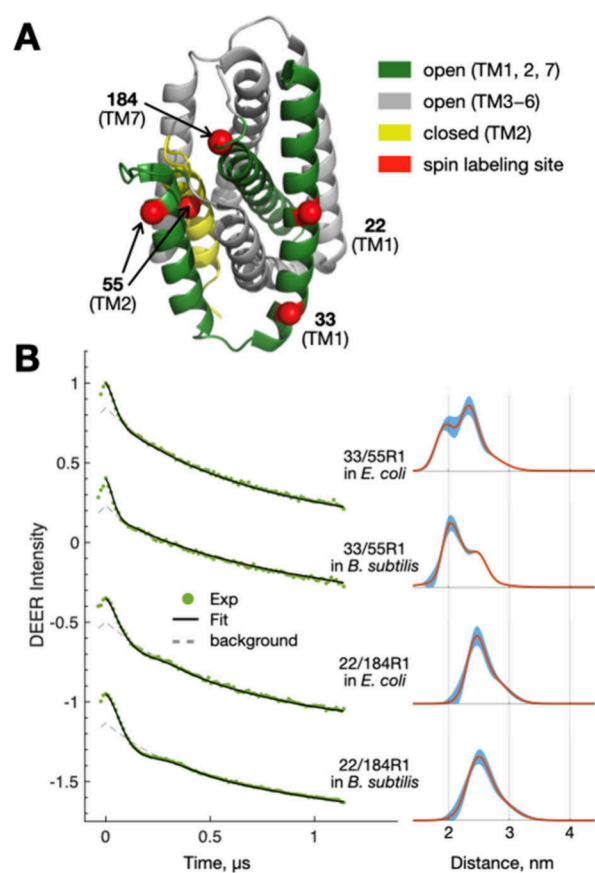 A
184
(TM7)
55
(TM2)
22
(TM1)
33
(TM1)
open (TM1, 2, 7)
open (TM3–6)
closed (TM2)
spin labeling site
B
DEER Intensity
1
0.5
0
-0.5
-1
-1.5
0
0.5
1
Time, μs
Exp
Fit
background
33/55R1
in E. coli
33/55R1
in B. subtilis
22/184R1
in E. coli
22/184R1
in B. subtilis
2
3
4
Distance, nm